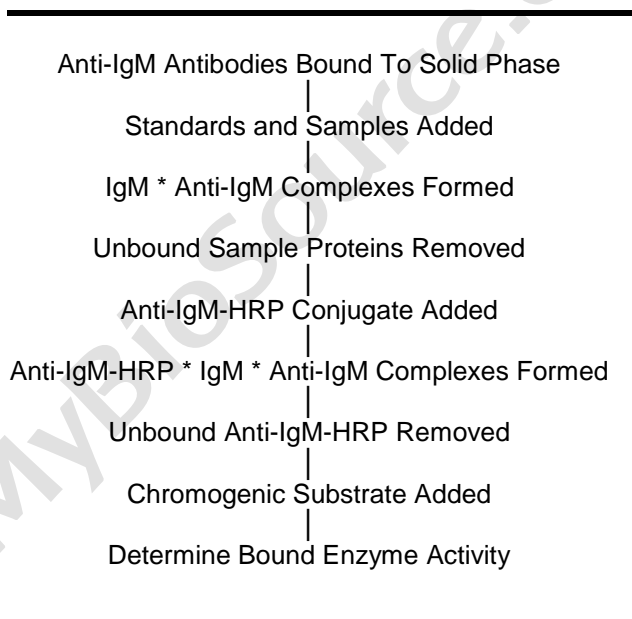 Anti-IgM Antibodies Bound To Solid Phase
Standards and Samples Added
IgM * Anti-IgM Complexes Formed
Unbound Sample Proteins Removed
Anti-IgM-HRP Conjugate Added
Anti-IgM-HRP * IgM * Anti-IgM Complexes Formed
Unbound Anti-IgM-HRP Removed
Chromogenic Substrate Added
Determine Bound Enzyme Activity
MyBioSource.c